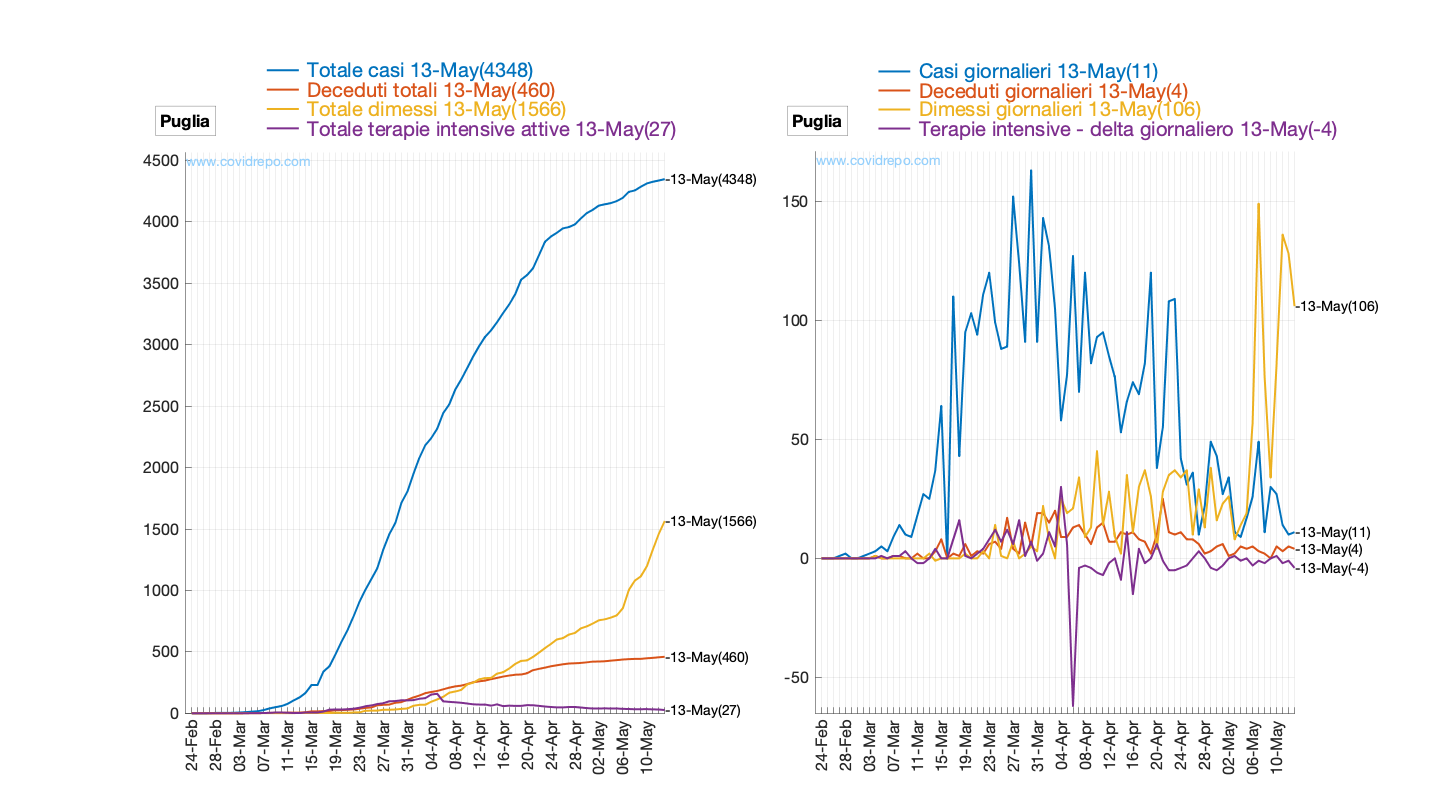 Totale casi 13-May(4348)
Deceduti totali 13-May(460)
Totale dimessi 13-May(1566)
Totale terapie intensive attive 13-May(27)
Puglia
www.covidrepo.com
4500
4000
3500
3000
2500
2000
1500
1000
500
0
-13-May(4348)
-13-May(1566)
-13-May(460)
-13-May(27)
24-Feb
28-Feb
03-Mar
07-Mar
11-Mar
15-Mar
19-Mar
23-Mar
27-Mar
31-Mar
04-Apr
08-Apr
12-Apr
16-Apr
20-Apr
24-Apr
28-Apr
02-May
06-May
10-May
Casi giornalieri 13-May(11)
Deceduti giornalieri 13-May(4)
Dimessi giornalieri 13-May(106)
Terapie intensive - delta giornaliero 13-May(-4)
Puglia
www.covidrepo.com
150
100
50
0
-50
-13-May(106)
-13-May(11)
-13-May(4)
-13-May(-4)
24-Feb
28-Feb
03-Mar
07-Mar
11-Mar
15-Mar
19-Mar
23-Mar
27-Mar
31-Mar
04-Apr
08-Apr
12-Apr
16-Apr
20-Apr
24-Apr
28-Apr
02-May
06-May
10-May